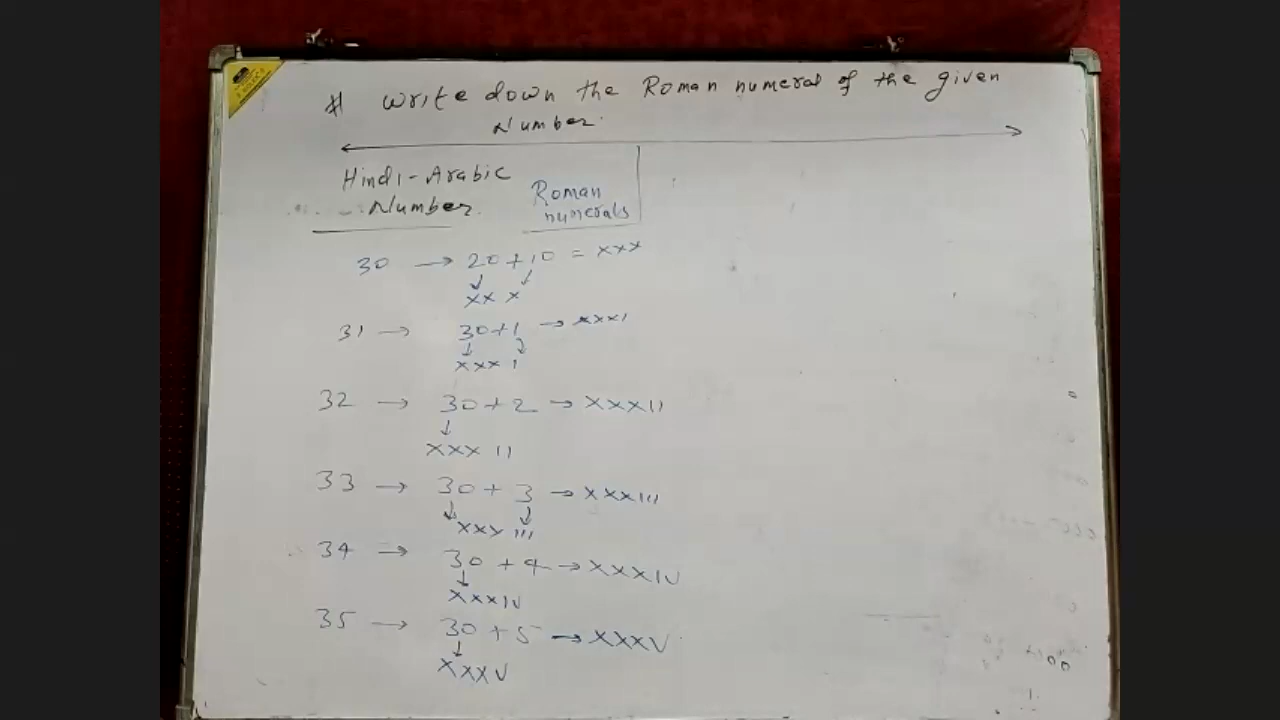 * Write down the Roman numeral of the given
Number.
Hindi-Arabic
Number
Roman
numerals
30 → 20+10 = XXX
XX X
31 → 30+1 → XXXI
XXX I
32 → 30+2 → XXXII
XXX II
33 → 30+3 → XXXIII
XXX III
34 → 30+4 → XXXIV
XXXIV
35 → 30+5 → XXXV
XXXV